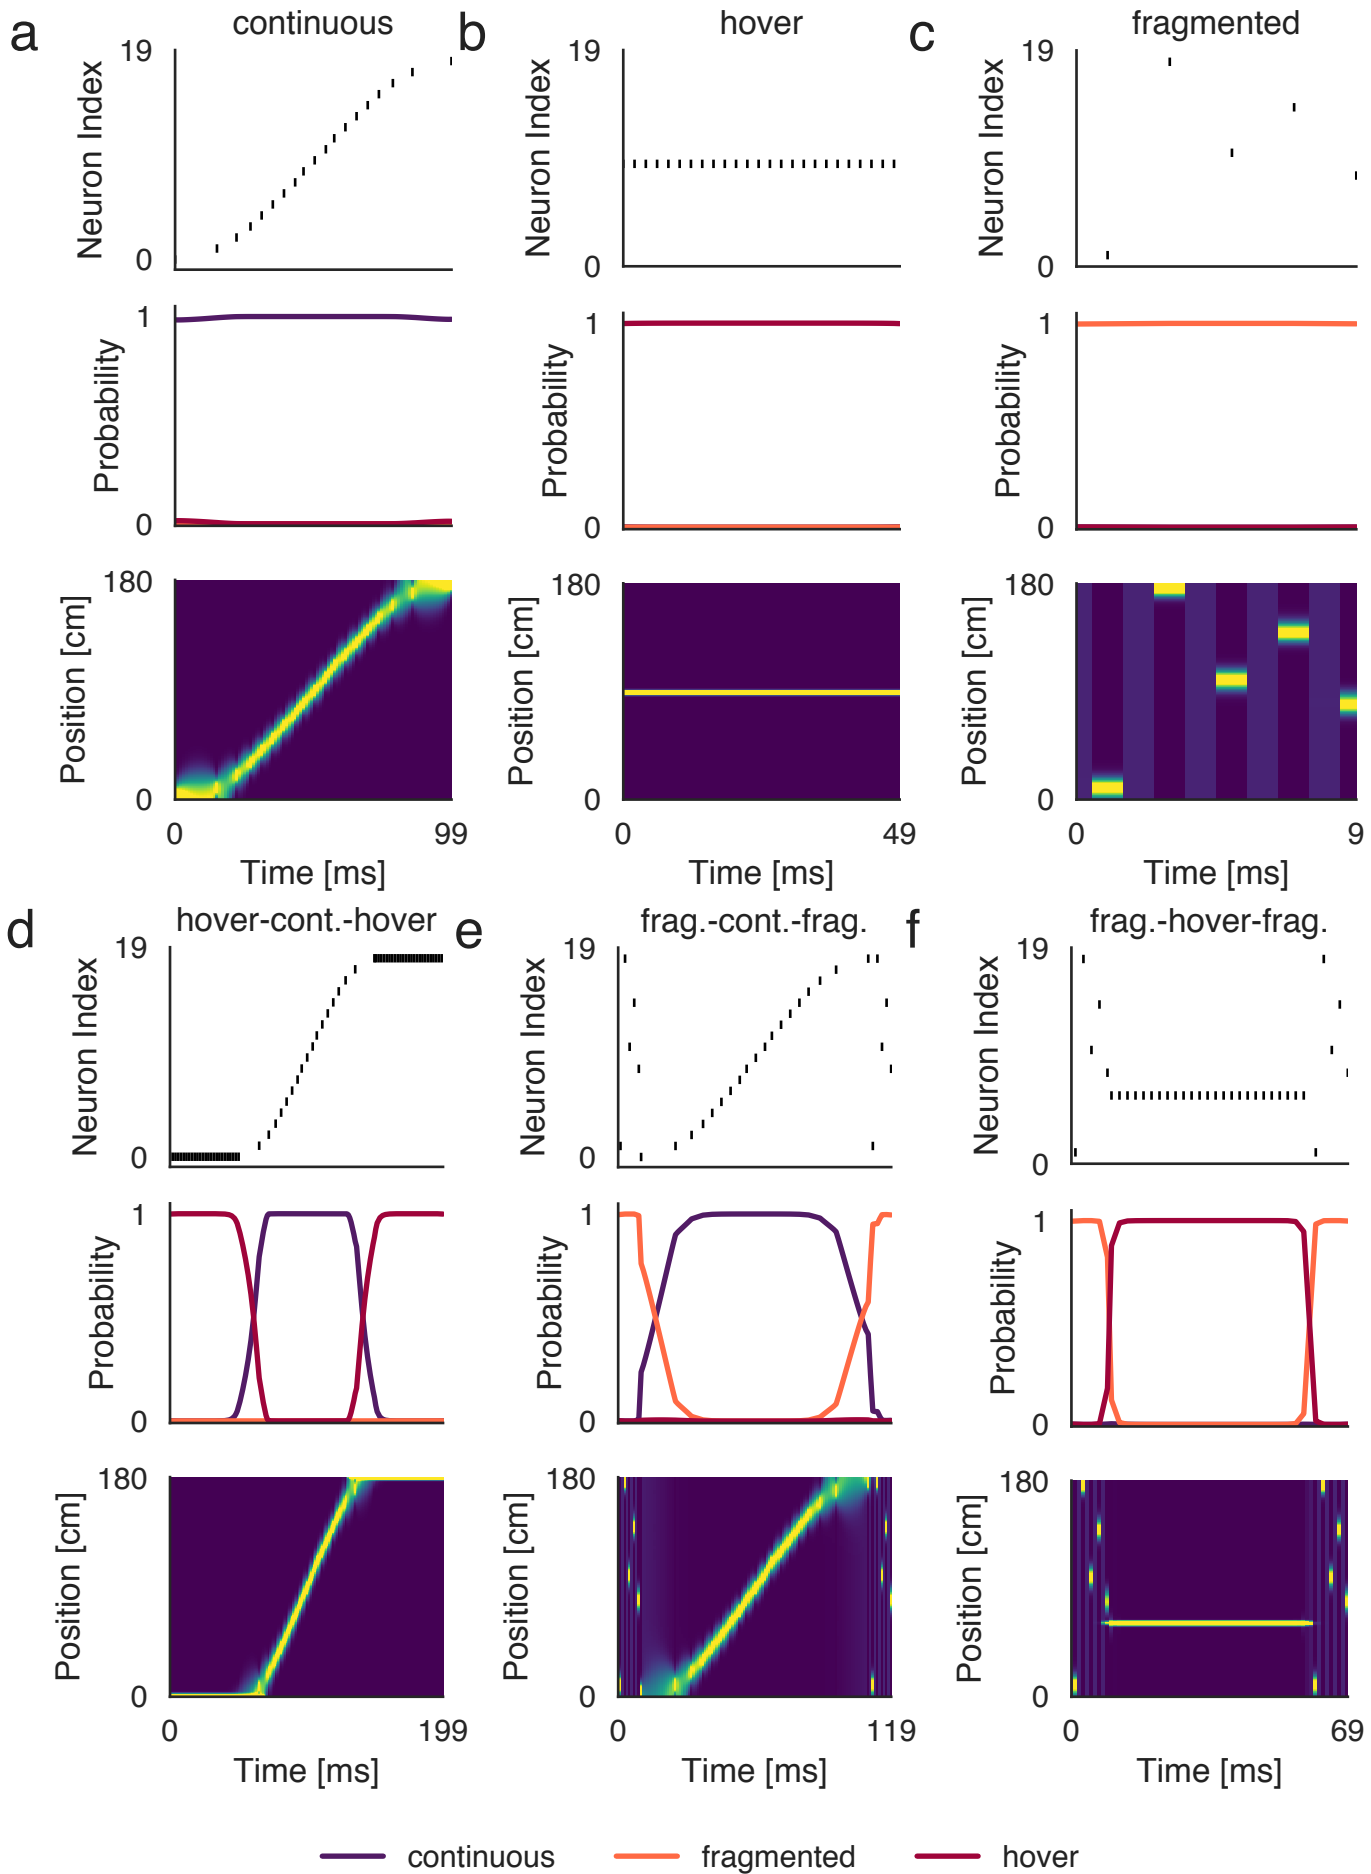 a
continuous
19
Neuron Index
0
1
Probability
0
180
Position [cm]
0
0
99
Time [ms]
b
hover
19
Neuron Index
0
1
Probability
0
180
Position [cm]
0
0
49
Time [ms]
c
fragmented
19
Neuron Index
0
1
Probability
0
180
Position [cm]
0
0
9
Time [ms]
d
hover-cont.-hover
19
Neuron Index
0
1
Probability
0
180
Position [cm]
0
0
199
Time [ms]
e
frag.-cont.-frag.
19
Neuron Index
0
1
Probability
0
180
Position [cm]
0
0
119
Time [ms]
f
frag.-hover-frag.
19
Neuron Index
0
1
Probability
0
180
Position [cm]
0
0
69
Time [ms]
continuous
fragmented
hover